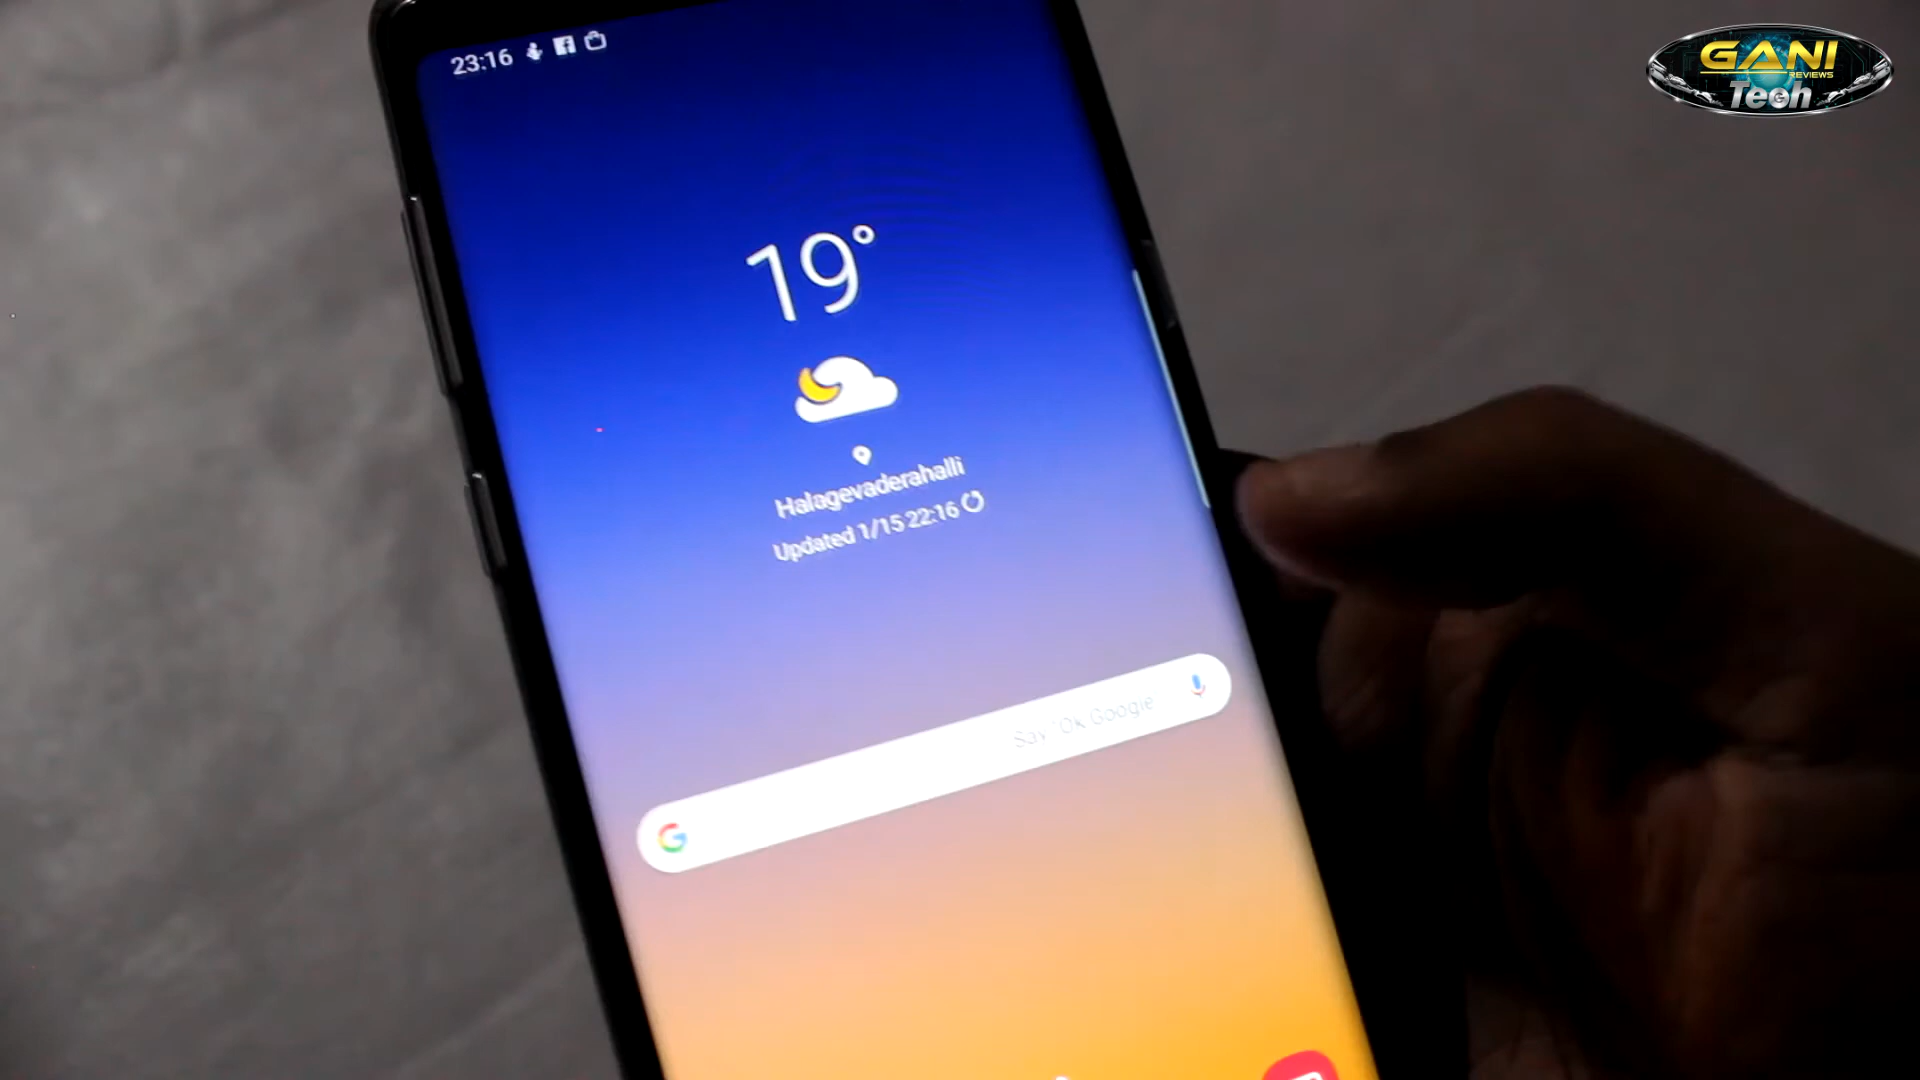 23:16
GANI
REVIEWS
Tech
19°
Halagevaderahalli
Updated 1/15 22:16
Say "Ok Google
G